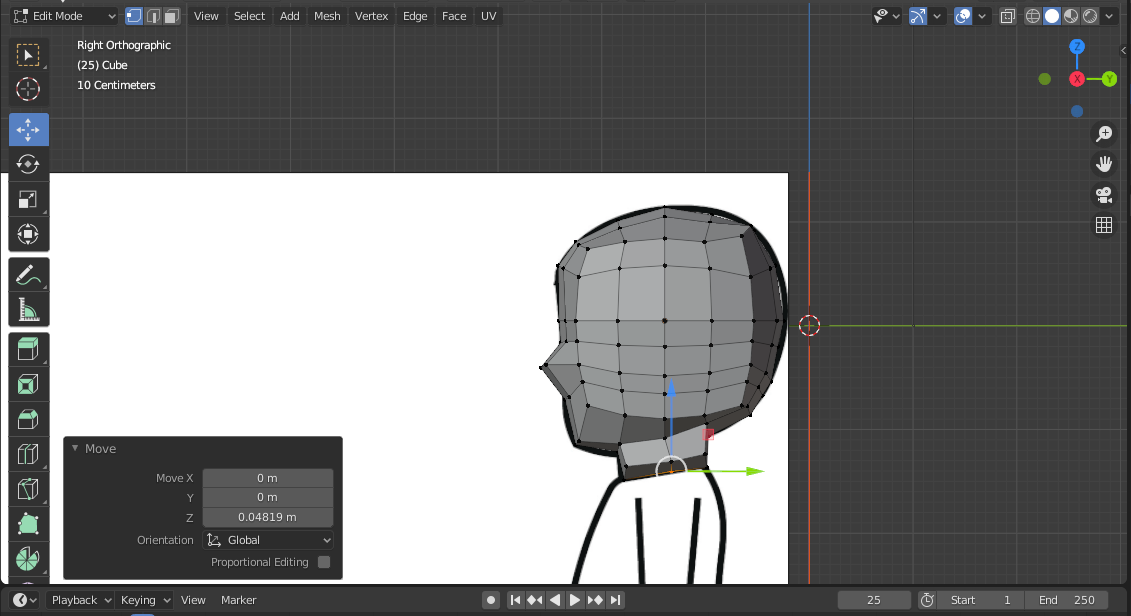 Edit Mode View Select Add Mesh Vertex Edge Face UV
Right Orthographic
(25) Cube
10 Centimeters
Z
X Y
Move
Move X 0 m
Y 0 m
Z 0.04819 m
Orientation Global
Proportional Editing
Playback Keying View Marker 25 Start 1 End 250